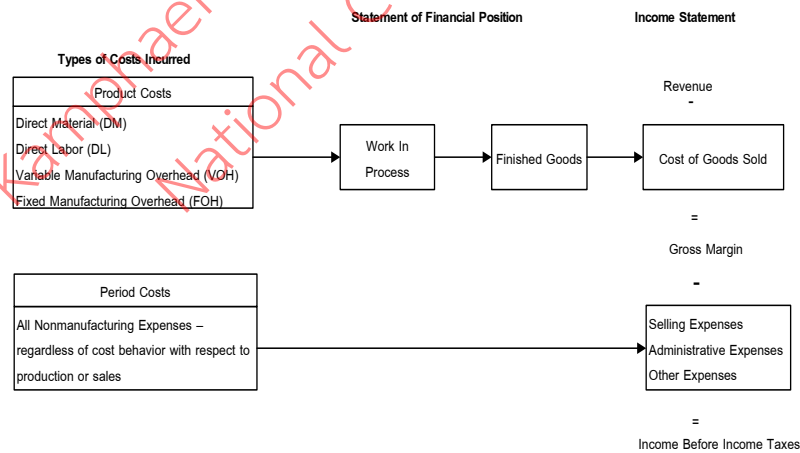 Statement of Financial Position
Income Statement
Types of Costs Incurred
Product Costs
Direct Material (DM)
Direct Labor (DL)
Variable Manufacturing Overhead (VOH)
Fixed Manufacturing Overhead (FOH)
Work In
Process
Finished Goods
Revenue
-
Cost of Goods Sold
=
Gross Margin
-
Period Costs
All Nonmanufacturing Expenses –
regardless of cost behavior with respect to
production or sales
Selling Expenses
Administrative Expenses
Other Expenses
=
Income Before Income Taxes
National